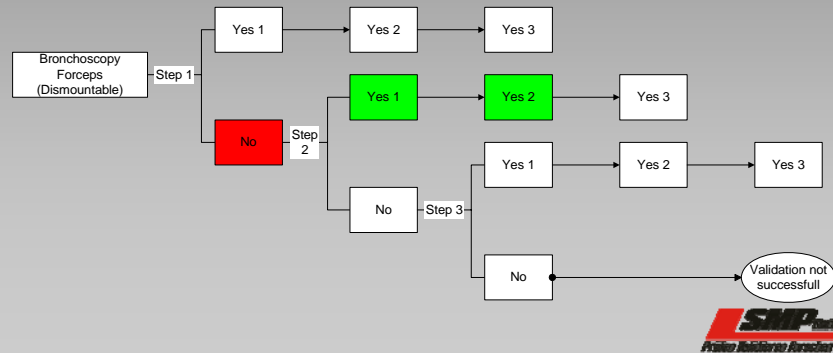 Yes 1
Yes 2
Yes 3
Bronchoscopy
Forceps
(Dismountable)
Step 1
Yes 1
Yes 2
Yes 3
No
Step
2
Yes 1
Yes 2
Yes 3
No
Step 3
No
Validation not
successfull
SMP